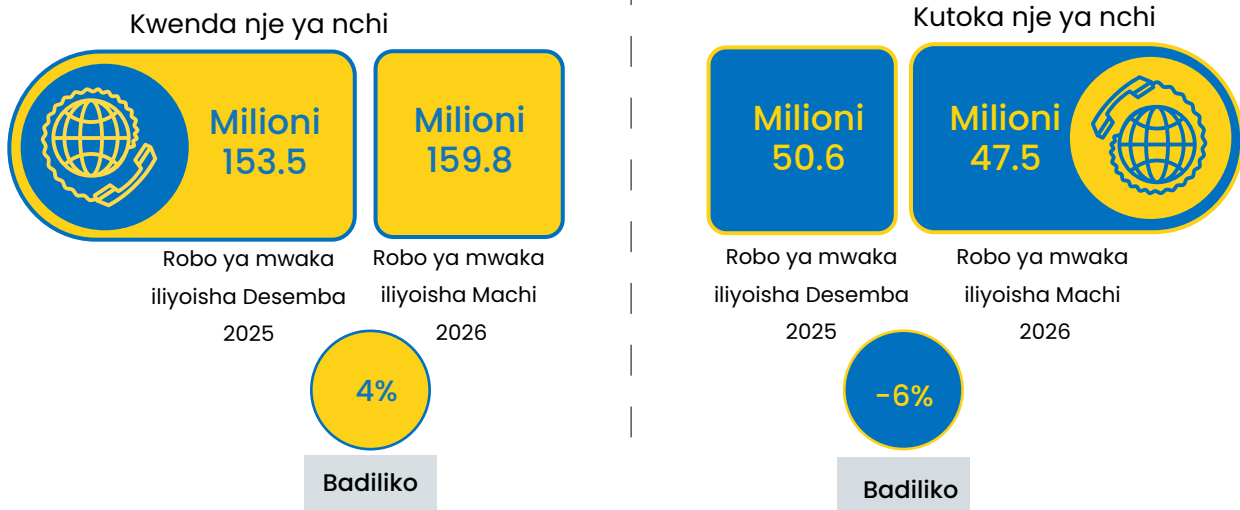 Kwenda nje ya nchi
Milioni
153.5
Milioni
159.8
Robo ya mwaka
iliyoisha Desemba
2025
Robo ya mwaka
iliyoisha Machi
2026
4%
Badiliko
Kutoka nje ya nchi
Milioni
50.6
Milioni
47.5
Robo ya mwaka
iliyoisha Desemba
2025
Robo ya mwaka
iliyoisha Machi
2026
-6%
Badiliko